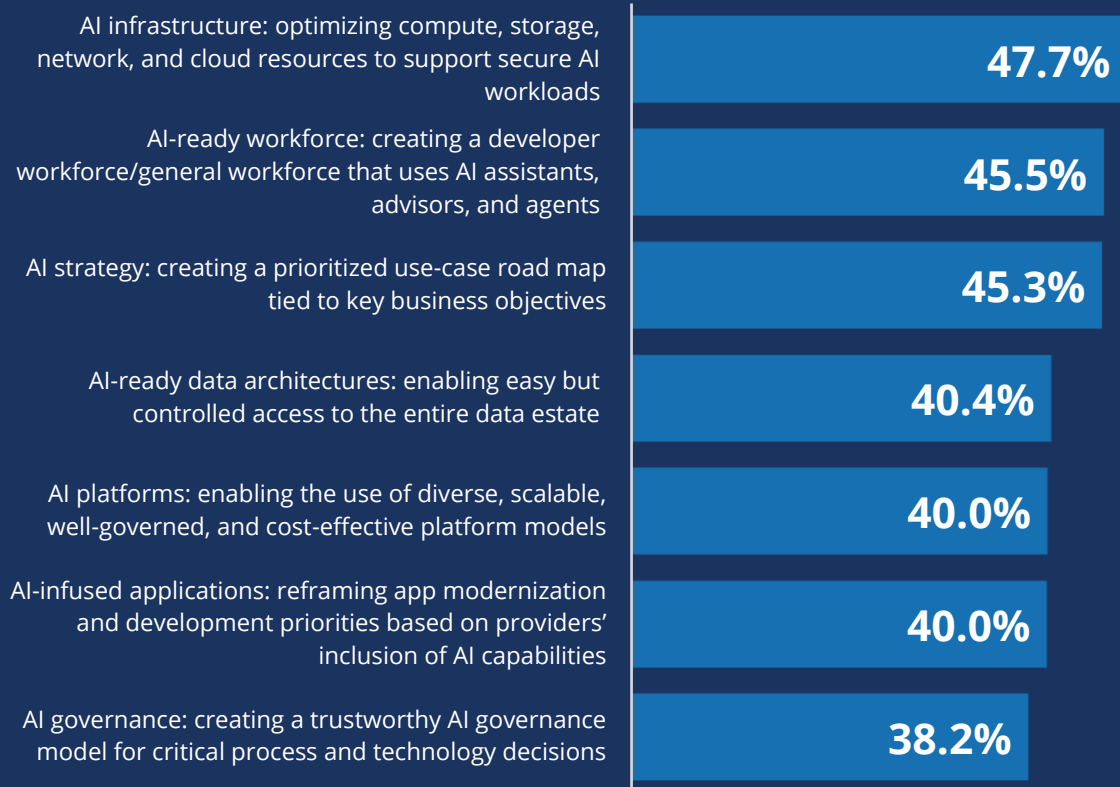 AI infrastructure: optimizing compute, storage,
network, and cloud resources to support secure AI
workloads
47.7%
AI-ready workforce: creating a developer
workforce/general workforce that uses AI assistants,
advisors, and agents
45.5%
AI strategy: creating a prioritized use-case road map
tied to key business objectives
45.3%
AI-ready data architectures: enabling easy but
controlled access to the entire data estate
40.4%
AI platforms: enabling the use of diverse, scalable,
well-governed, and cost-effective platform models
40.0%
AI-infused applications: reframing app modernization
and development priorities based on providers’
inclusion of AI capabilities
40.0%
AI governance: creating a trustworthy AI governance
model for critical process and technology decisions
38.2%